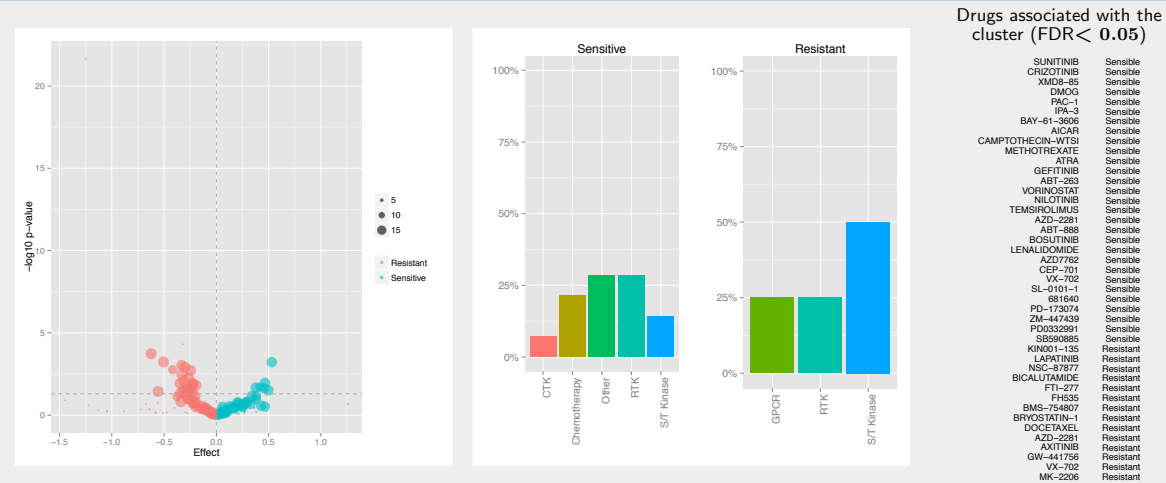 Drugs associated with the
cluster (FDR< 0.05)
20
15
10
5
0
−log10 p−value
−1.5 −1.0 −0.5 0.0 0.5 1.0
Effect
5
10
15
Resistant
Sensitive
Sensitive
100%
75%
50%
25%
0%
CTK
Chemotherapy
Other
RTK
S/T Kinase
Resistant
100%
75%
50%
25%
0%
GPCR
RTK
S/T Kinase
SUNITINIB Sensible
CRIZOTINIB Sensible
XMD8−85 Sensible
DMOG Sensible
PAC−1 Sensible
IPA−3 Sensible
BAY−61−3606 Sensible
AICAR Sensible
CAMPTOTHECIN−WTSI Sensible
METHOTREXATE Sensible
ATRA Sensible
GEFITINIB Sensible
ABT−263 Sensible
VORINOSTAT Sensible
NILOTINIB Sensible
TEMSIROLIMUS Sensible
AZD−2281 Sensible
ABT−888 Sensible
BOSUTINIB Sensible
LENALIDOMIDE Sensible
AZD7762 Sensible
CEP−701 Sensible
VX−702 Sensible
SL−0101−1 Sensible
681640 Sensible
PD−173074 Sensible
ZM−447439 Sensible
PD0332991 Sensible
SB590885 Sensible
KIN001−135 Resistant
LAPATINIB Resistant
NSC−87877 Resistant
BICALUTAMIDE Resistant
FTI−277 Resistant
FH535 Resistant
BMS−754807 Resistant
BRYOSTATIN−1 Resistant
DOCETAXEL Resistant
AZD−2281 Resistant
AXITINIB Resistant
GW−441756 Resistant
VX−702 Resistant
MK−2206 Resistant